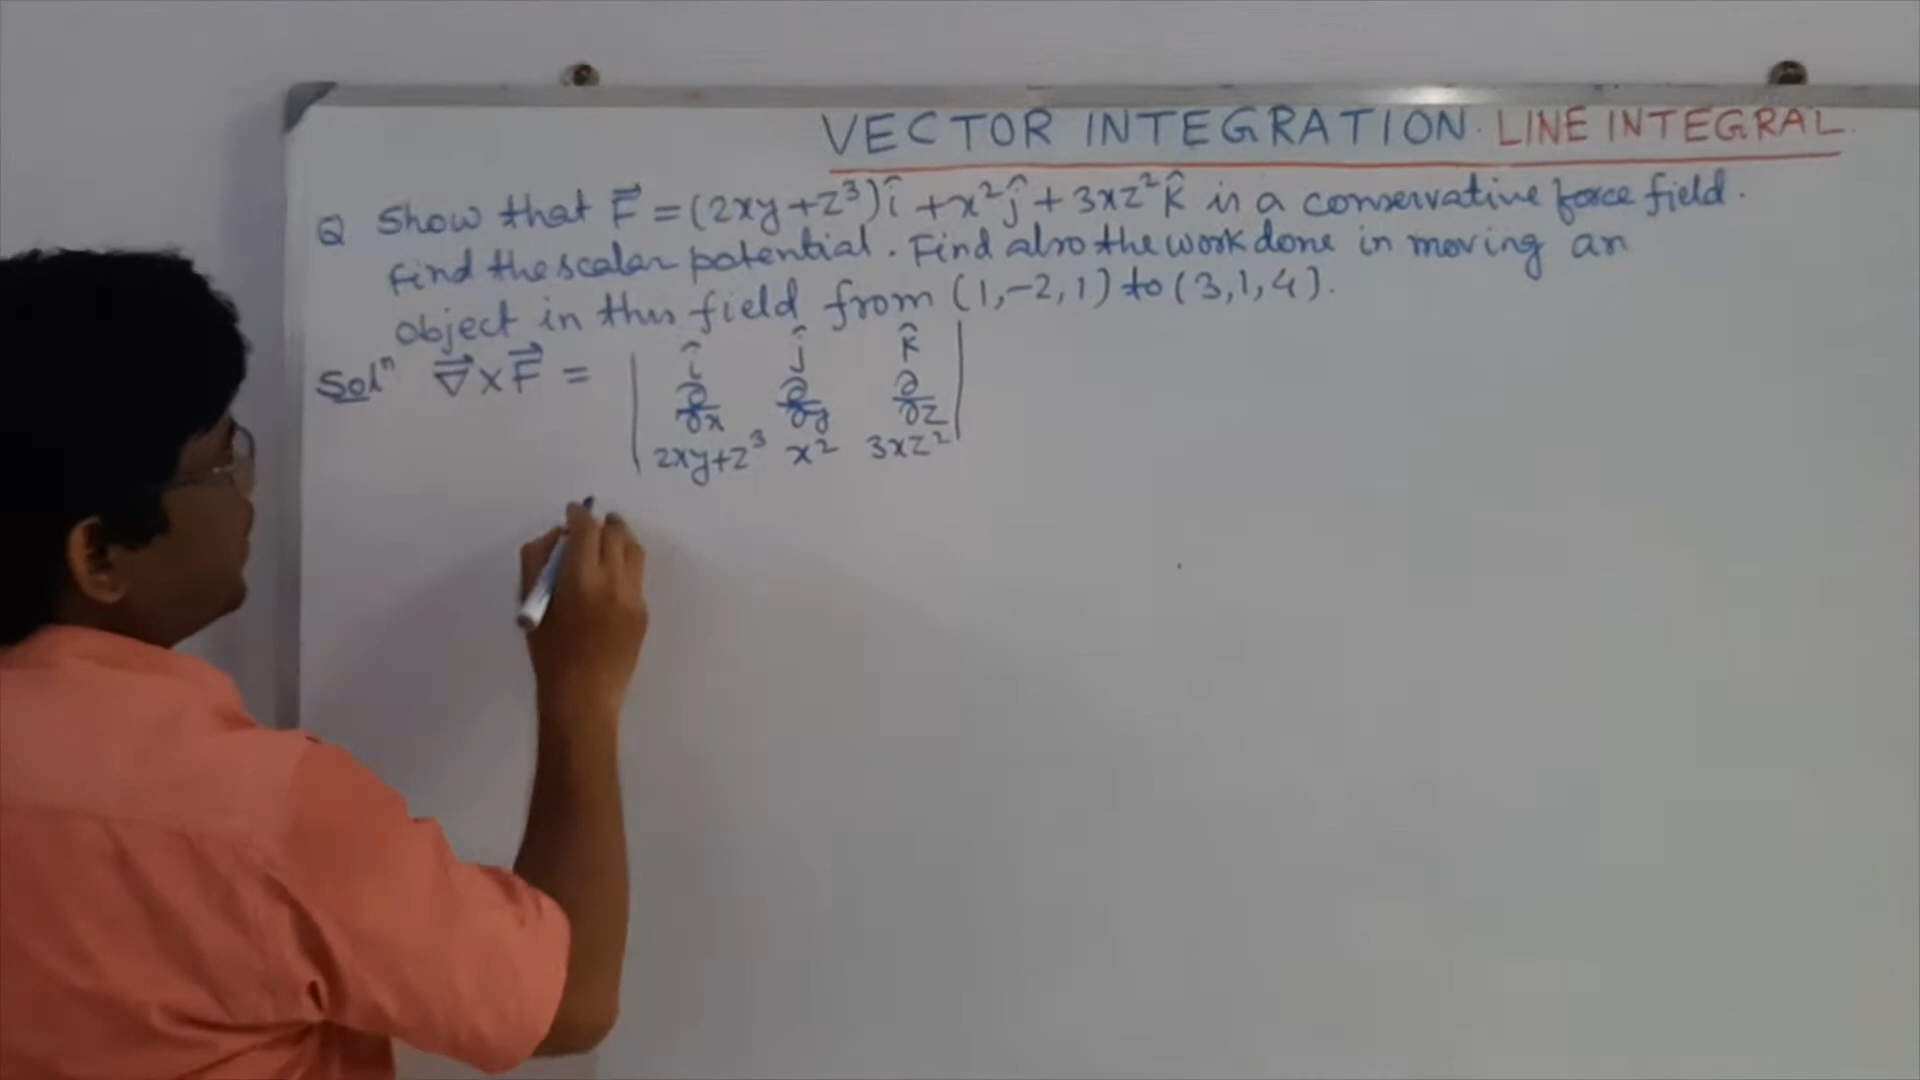 VECTOR INTEGRATION. LINE INTEGRAL.
Q Show that F⃗ = (2xy+z³)î + x²ĵ + 3xz²k̂ is a conservative force field.
find the scalar potential. Find also the work done in moving an
object in this field from (1,-2,1) to (3,1,4).
Solⁿ ∇⃗ × F⃗ = | î ĵ k̂ |
∂/∂x ∂/∂y ∂/∂z
2xy+z³ x² 3xz²